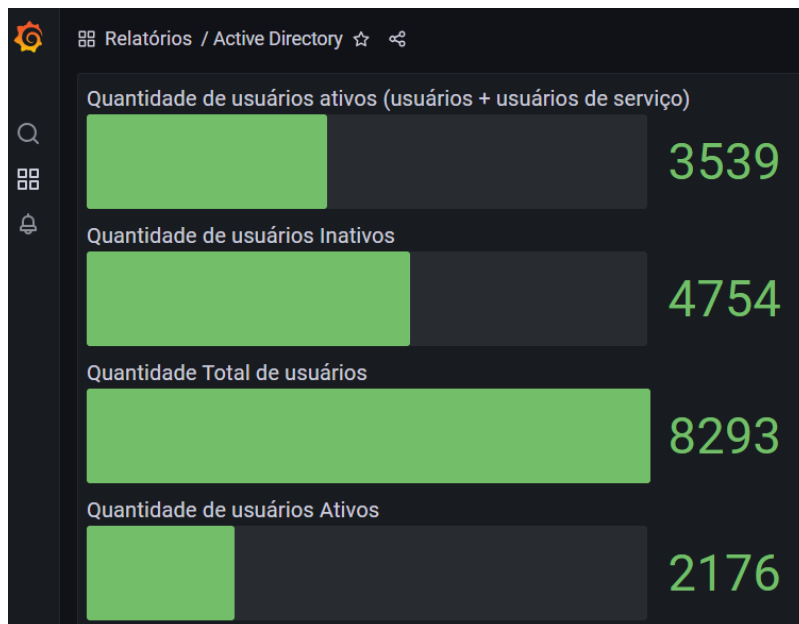 Relatórios / Active Directory
Quantidade de usuários ativos (usuários + usuários de serviço)
3539
Quantidade de usuários Inativos
4754
Quantidade Total de usuários
8293
Quantidade de usuários Ativos
2176